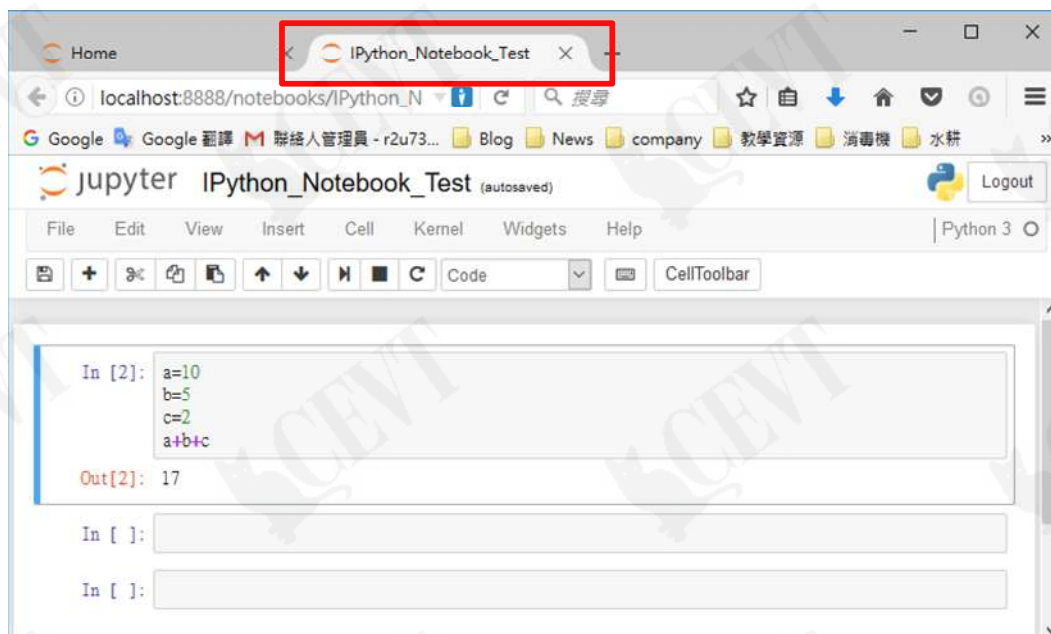 Home
IPython_Notebook_Test
localhost:8888/notebooks/IPython_N
搜尋
Google Google 翻譯 聯絡人管理員 - r2u73... Blog News company 教學資源 消毒機 水耕 »
jupyter IPython_Notebook_Test (autosaved) Logout
File Edit View Insert Cell Kernel Widgets Help Python 3
Code CellToolbar
In [2]: a=10
b=5
c=2
a+b+c
Out[2]: 17
In [ ]:
In [ ]:
CEVT
CEVT
CEVT